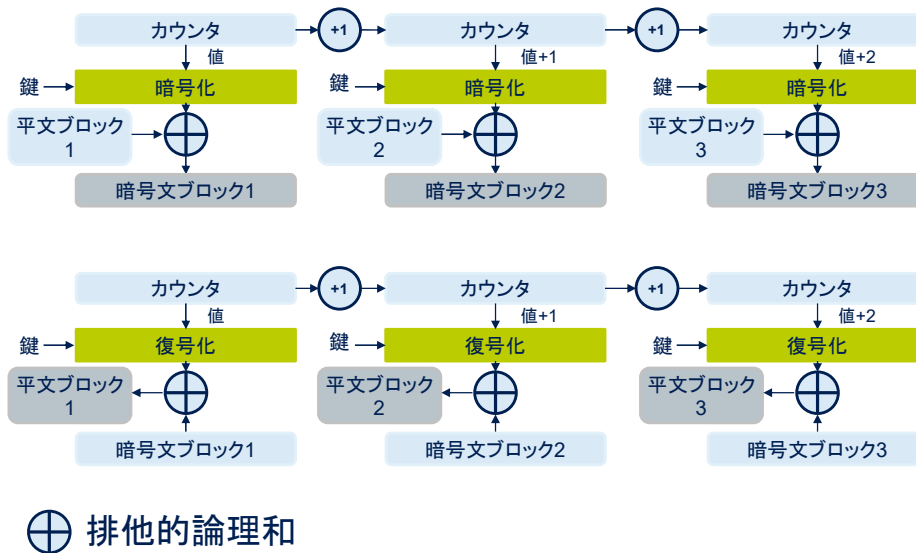 カウンタ
+1
カウンタ
+1
カウンタ
値
値+1
値+2
鍵
暗号化
鍵
暗号化
鍵
暗号化
平文ブロック
1
平文ブロック
2
平文ブロック
3
暗号文ブロック1
暗号文ブロック2
暗号文ブロック3
カウンタ
+1
カウンタ
+1
カウンタ
値
値+1
値+2
鍵
復号化
鍵
復号化
鍵
復号化
平文ブロック
1
平文ブロック
2
平文ブロック
3
暗号文ブロック1
暗号文ブロック2
暗号文ブロック3
排他的論理和